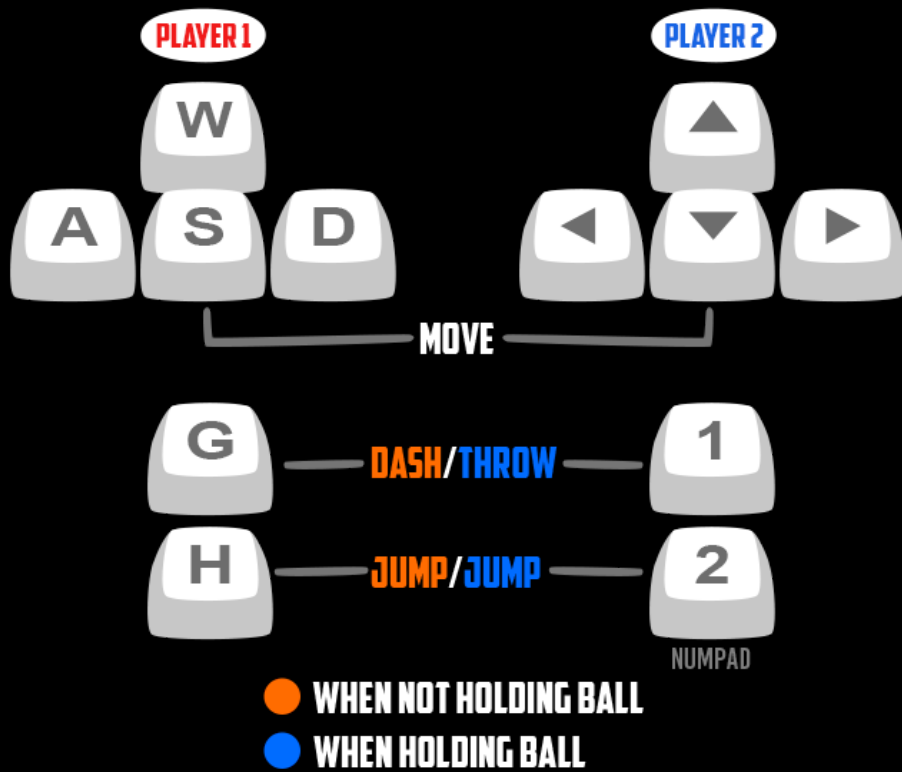 PLAYER 1
PLAYER 2
W
A S D
MOVE
G
DASH/THROW
1
H
JUMP/JUMP
2
NUMPAD
WHEN NOT HOLDING BALL
WHEN HOLDING BALL